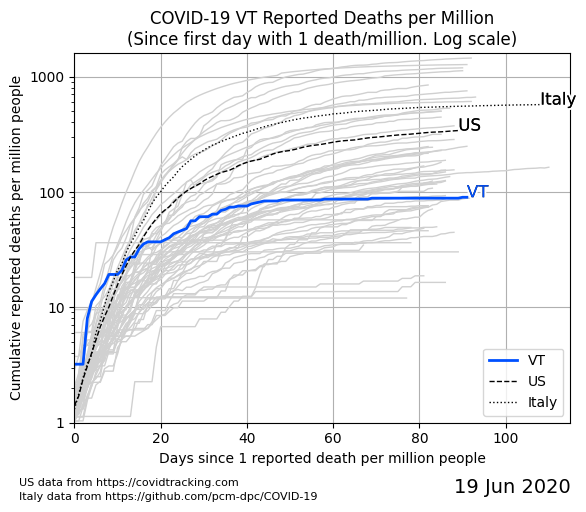 COVID-19 VT Reported Deaths per Million
(Since first day with 1 death/million. Log scale)
Cumulative reported deaths per million people
1000
100
10
1
Italy
US
VT
VT
US
Italy
0 20 40 60 80 100
Days since 1 reported death per million people
US data from https://covidtracking.com
Italy data from https://github.com/pcm-dpc/COVID-19
19 Jun 2020